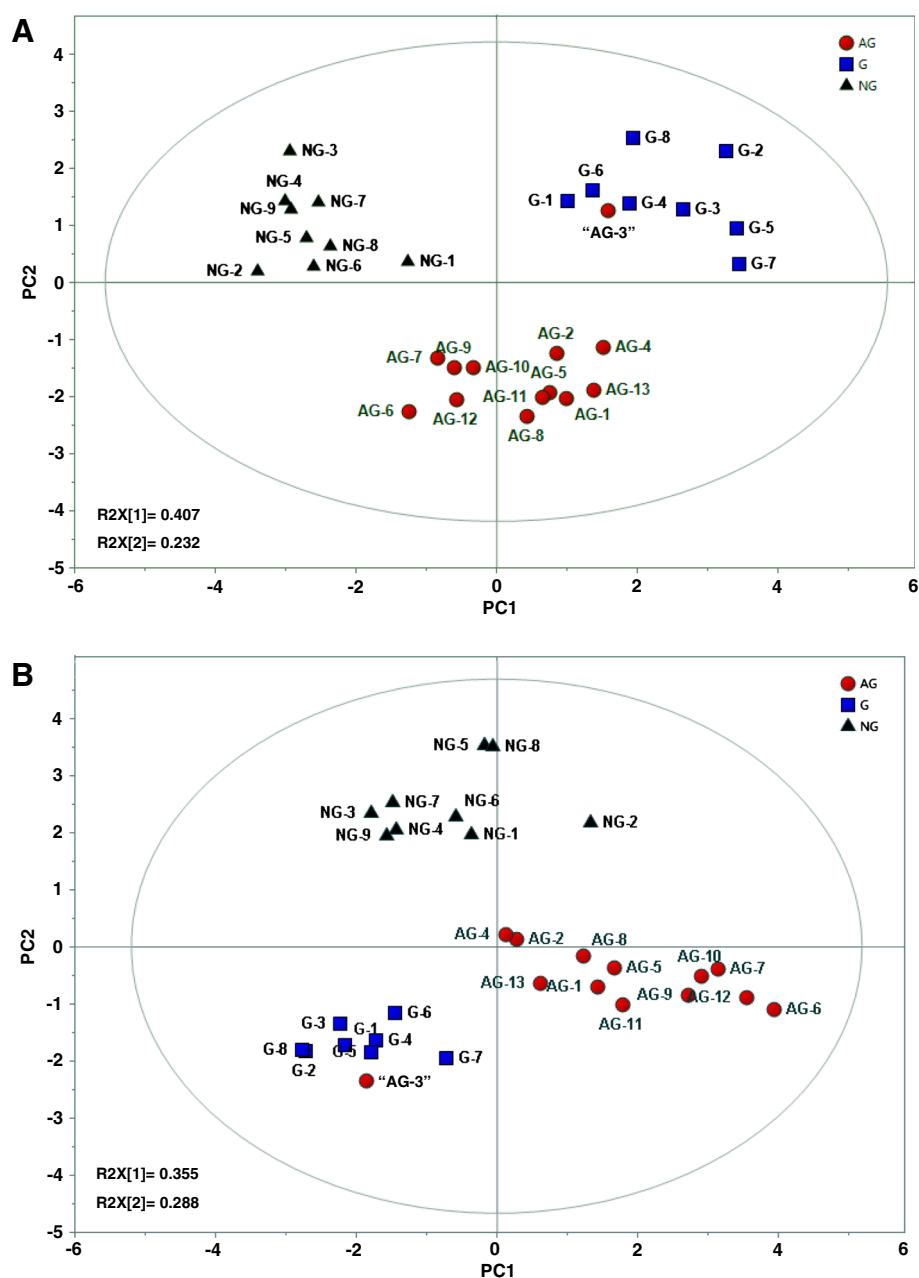 A
AG
G
NG
4
3
2
1
0
-1
-2
-3
-4
-5
PC2
NG-3
NG-4
NG-9
NG-7
NG-5
NG-8
NG-2
NG-6
NG-1
G-8
G-2
G-6
G-1
G-4
G-3
“AG-3”
G-5
G-7
AG-2
AG-4
AG-7
AG-9
AG-10
AG-5
AG-13
AG-11
AG-6
AG-12
AG-1
AG-8
R2X[1]= 0.407
R2X[2]= 0.232
-6
-4
-2
0
2
4
6
PC1
B
AG
G
NG
4
3
2
1
0
-1
-2
-3
-4
-5
PC2
NG-5
NG-8
NG-3
NG-7
NG-6
NG-9
NG-4
NG-1
NG-2
AG-4
AG-2
AG-8
AG-13
AG-1
AG-5
AG-10
AG-7
AG-9
AG-12
AG-6
AG-11
G-6
G-3
G-1
G-4
G-8
G-5
G-7
G-2
“AG-3”
R2X[1]= 0.355
R2X[2]= 0.288
-6
-4
-2
0
2
4
6
PC1